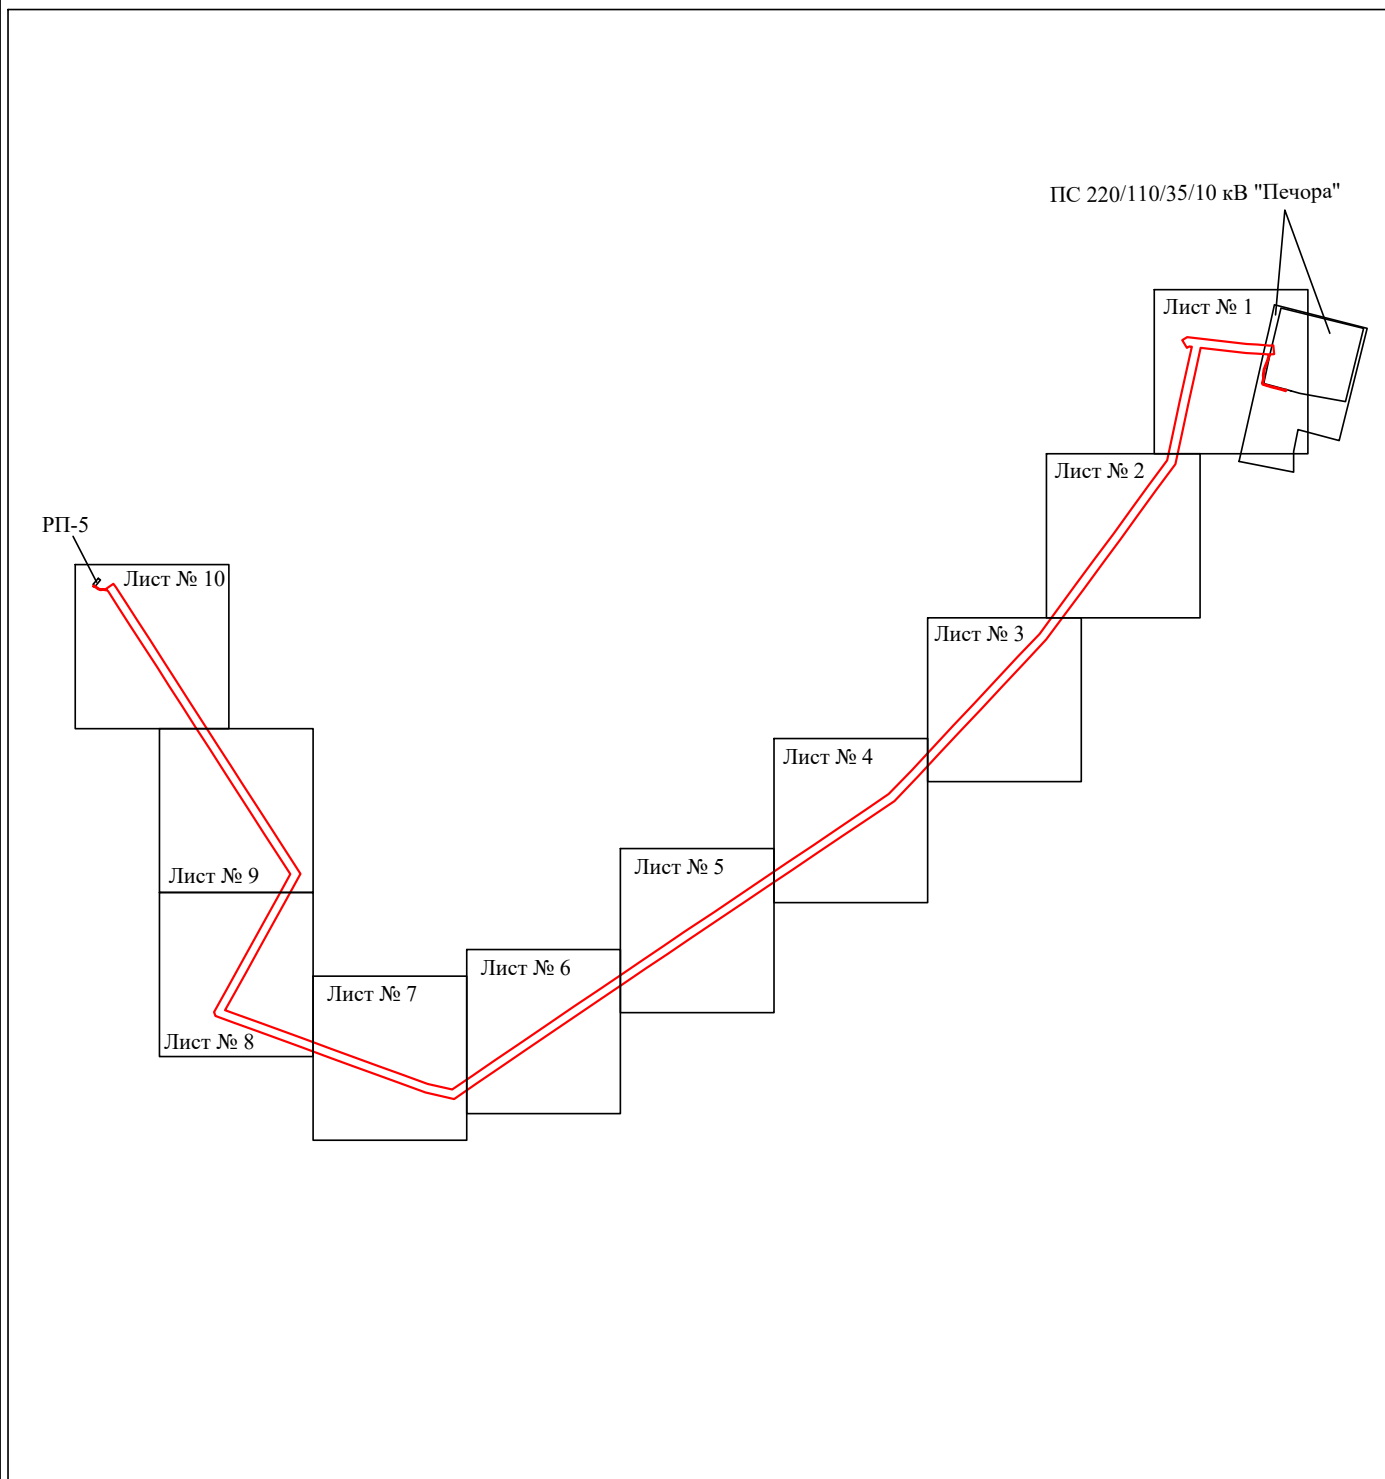 ПС 220/110/35/10 кВ "Печора"
Лист № 1
Лист № 2
РП-5
Лист № 10
Лист № 3
Лист № 4
Лист № 5
Лист № 9
Лист № 6
Лист № 7
Лист № 8